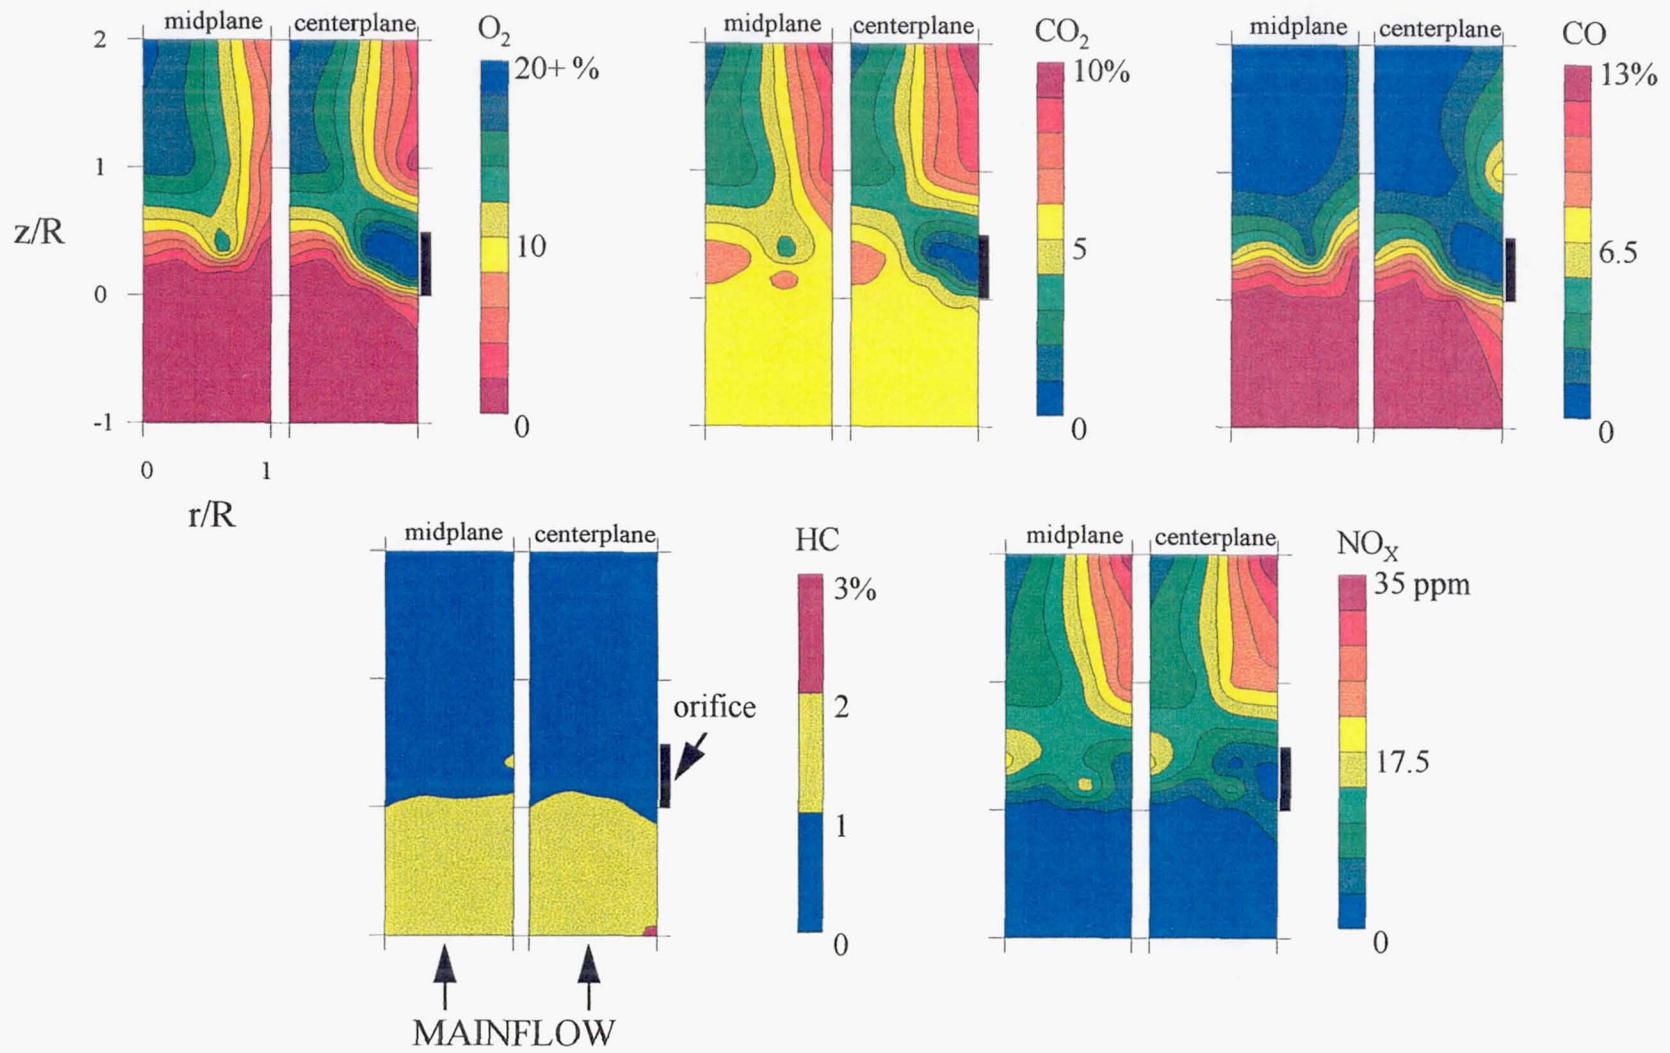 midplane centerplane O2
2 20+ %
1
z/R 10
0
-1 0
0 1
r/R
midplane centerplane CO2
10%
5
0
midplane centerplane CO
13%
6.5
0
midplane centerplane HC
3%
orifice 2
1
0
MAINFLOW
midplane centerplane NOX
35 ppm
17.5
0